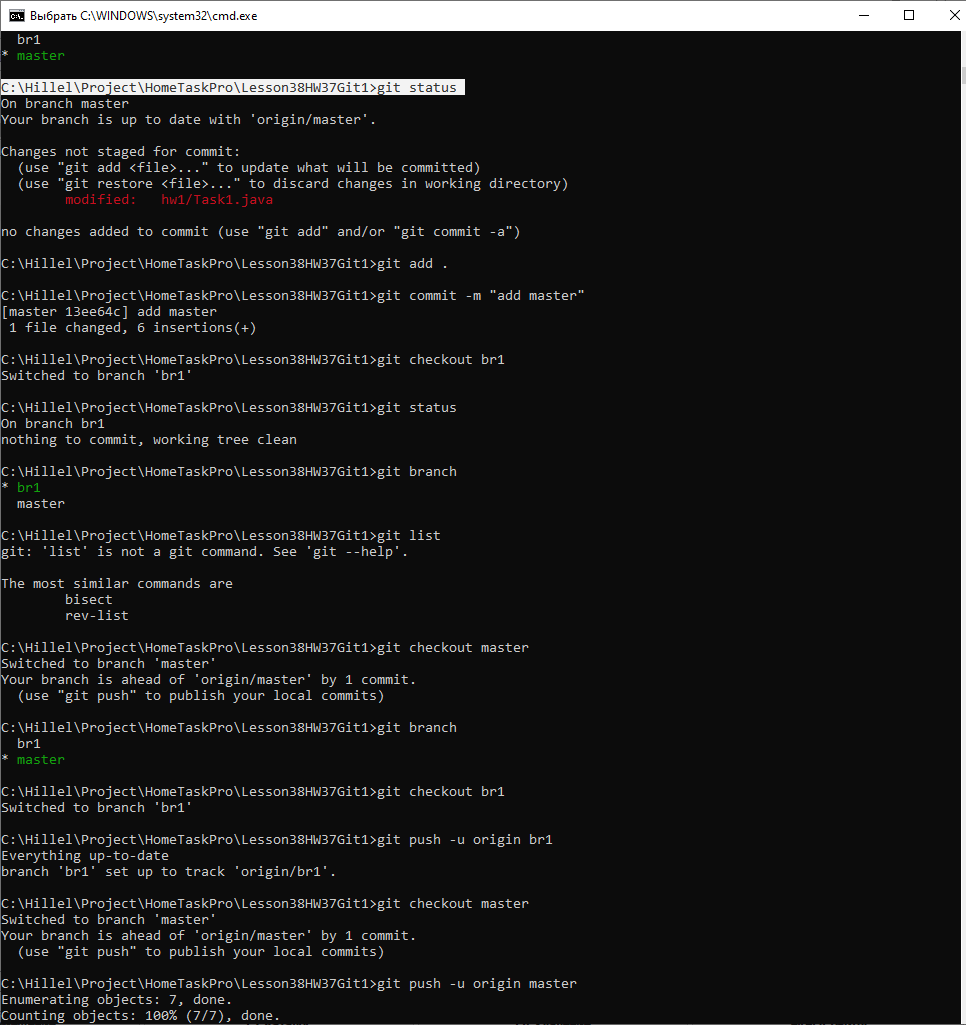 Выбрать C:\WINDOWS\system32\cmd.exe
  br1
* master
C:\Hillel\Project\HomeTaskPro\Lesson38HW37Git1>git status
On branch master
Your branch is up to date with 'origin/master'.
Changes not staged for commit:
  (use "git add <file>..." to update what will be committed)
  (use "git restore <file>..." to discard changes in working directory)
        modified:   hw1/Task1.java
no changes added to commit (use "git add" and/or "git commit -a")
C:\Hillel\Project\HomeTaskPro\Lesson38HW37Git1>git add .
C:\Hillel\Project\HomeTaskPro\Lesson38HW37Git1>git commit -m "add master"
[master 13ee64c] add master
 1 file changed, 6 insertions(+)
C:\Hillel\Project\HomeTaskPro\Lesson38HW37Git1>git checkout br1
Switched to branch 'br1'
C:\Hillel\Project\HomeTaskPro\Lesson38HW37Git1>git status
On branch br1
nothing to commit, working tree clean
C:\Hillel\Project\HomeTaskPro\Lesson38HW37Git1>git branch
* br1
  master
C:\Hillel\Project\HomeTaskPro\Lesson38HW37Git1>git list
git: 'list' is not a git command. See 'git --help'.
The most similar commands are
        bisect
        rev-list
C:\Hillel\Project\HomeTaskPro\Lesson38HW37Git1>git checkout master
Switched to branch 'master'
Your branch is ahead of 'origin/master' by 1 commit.
  (use "git push" to publish your local commits)
C:\Hillel\Project\HomeTaskPro\Lesson38HW37Git1>git branch
  br1
* master
C:\Hillel\Project\HomeTaskPro\Lesson38HW37Git1>git checkout br1
Switched to branch 'br1'
C:\Hillel\Project\HomeTaskPro\Lesson38HW37Git1>git push -u origin br1
Everything up-to-date
branch 'br1' set up to track 'origin/br1'.
C:\Hillel\Project\HomeTaskPro\Lesson38HW37Git1>git checkout master
Switched to branch 'master'
Your branch is ahead of 'origin/master' by 1 commit.
  (use "git push" to publish your local commits)
C:\Hillel\Project\HomeTaskPro\Lesson38HW37Git1>git push -u origin master
Enumerating objects: 7, done.
Counting objects: 100% (7/7), done.